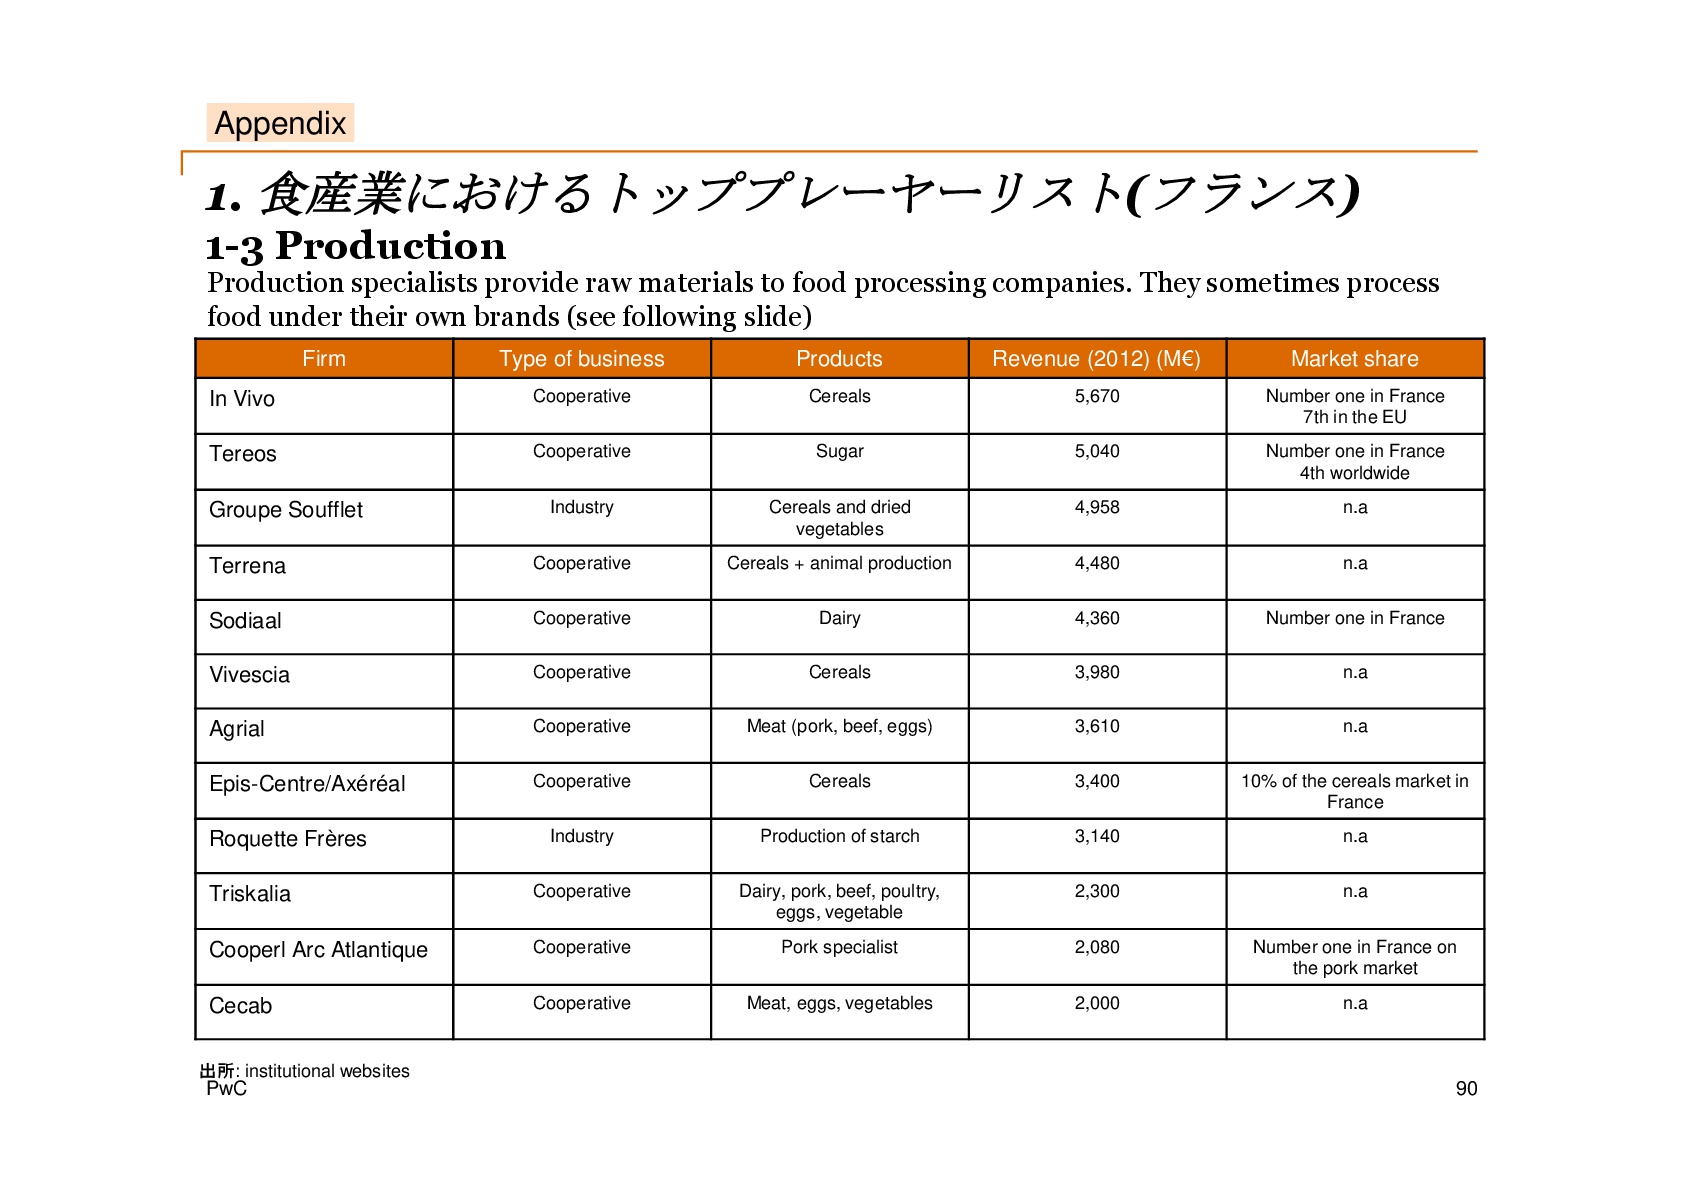 Appendix
1. 食産業におけるトッププレーヤーリスト(フランス)
1-3 Production
Production specialists provide raw materials to food processing companies. They sometimes process
food under their own brands (see following slide)
Firm Type of business Products Revenue (2012) (M€) Market share
In Vivo Cooperative Cereals 5,670 Number one in France
7th in the EU
Tereos Cooperative Sugar 5,040 Number one in France
4th worldwide
Groupe Soufflet Industry Cereals and dried 4,958 n.a
vegetables
Terrena Cooperative Cereals + animal production 4,480 n.a
Sodiaal Cooperative Dairy 4,360 Number one in France
Vivescia Cooperative Cereals 3,980 n.a
Agrial Cooperative Meat (pork, beef, eggs) 3,610 n.a
Epis-Centre/Axéréal Cooperative Cereals 3,400 10% of the cereals market in
France
Roquette Frères Industry Production of starch 3,140 n.a
Triskalia Cooperative Dairy, pork, beef, poultry, 2,300 n.a
eggs, vegetable
Cooperl Arc Atlantique Cooperative Pork specialist 2,080 Number one in France on
the pork market
Cecab Cooperative Meat, eggs, vegetables 2,000 n.a
出所: institutional websites
PwC 90